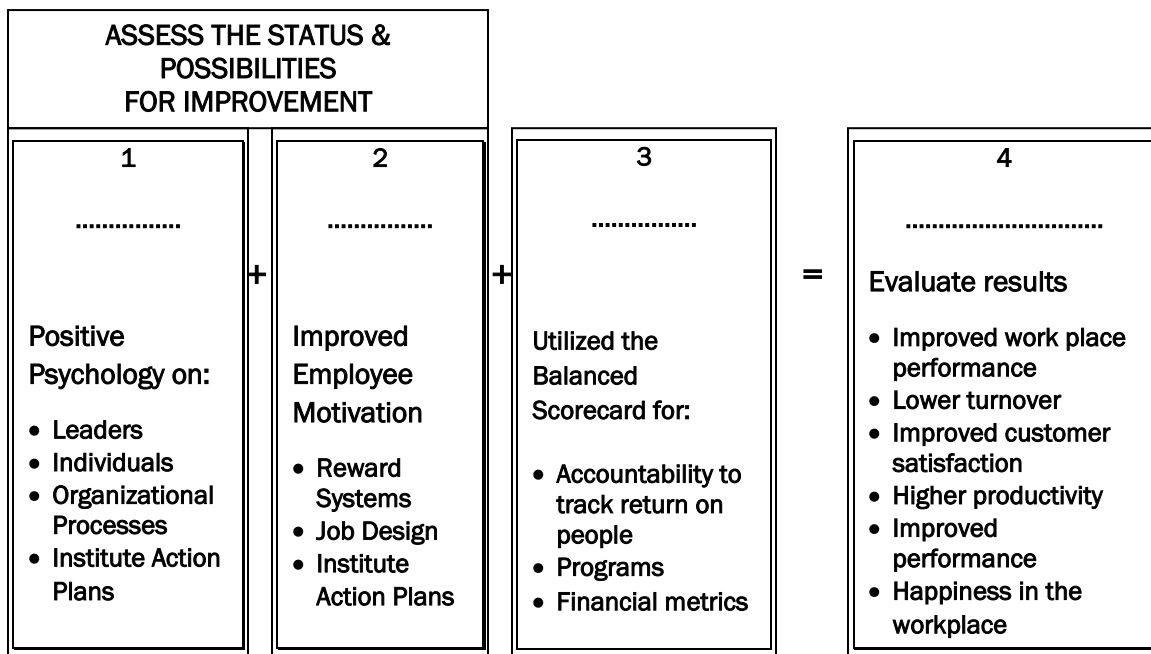 ASSESS THE STATUS &
POSSIBILITIES
FOR IMPROVEMENT
1
................
Positive
Psychology on:
• Leaders
• Individuals
• Organizational
Processes
• Institute Action
Plans
+
2
................
Improved
Employee
Motivation
• Reward
Systems
• Job Design
• Institute
Action Plans
+
3
................
Utilized the
Balanced
Scorecard for:
• Accountability to
track return on
people
• Programs
• Financial metrics
=
4
..............................
Evaluate results
• Improved work place
performance
• Lower turnover
• Improved customer
satisfaction
• Higher productivity
• Improved
performance
• Happiness in the
workplace